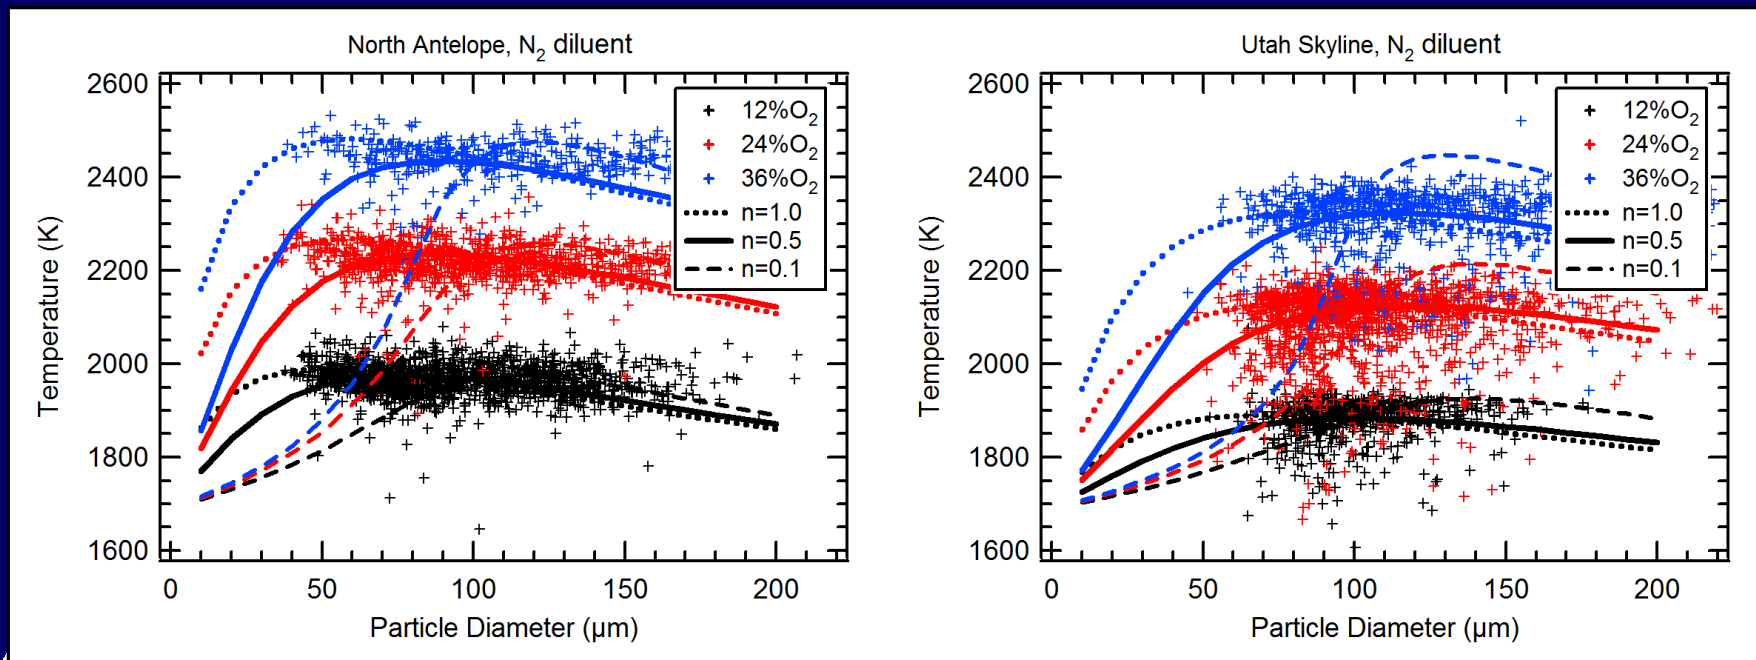 North Antelope, N2 diluent
2600
2400
2200
2000
1800
1600
Temperature (K)
0 50 100 150 200
Particle Diameter (µm)
12%O2
24%O2
36%O2
n=1.0
n=0.5
n=0.1
Utah Skyline, N2 diluent
2600
2400
2200
2000
1800
1600
Temperature (K)
0 50 100 150 200
Particle Diameter (µm)
12%O2
24%O2
36%O2
n=1.0
n=0.5
n=0.1